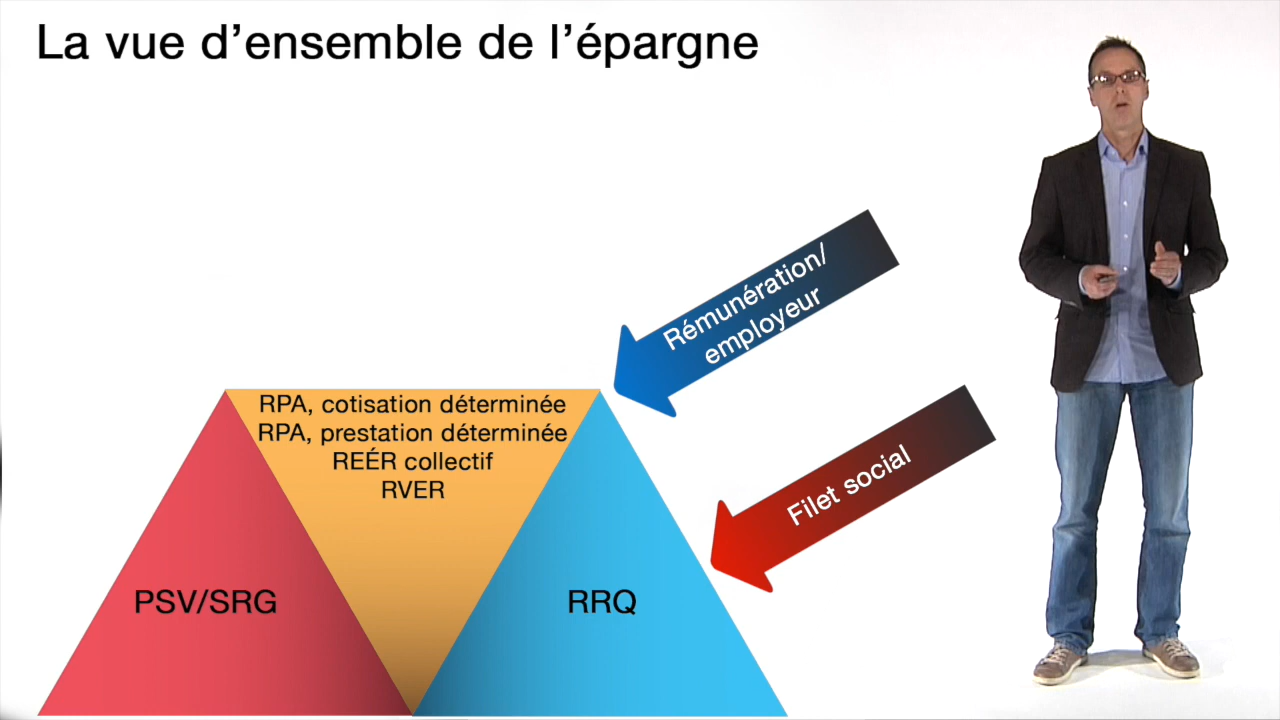 La vue d’ensemble de l’épargne
Rémunération/
employeur
RPA, cotisation déterminée
RPA, prestation déterminée
REÉR collectif
RVER
Filet social
PSV/SRG
RRQ